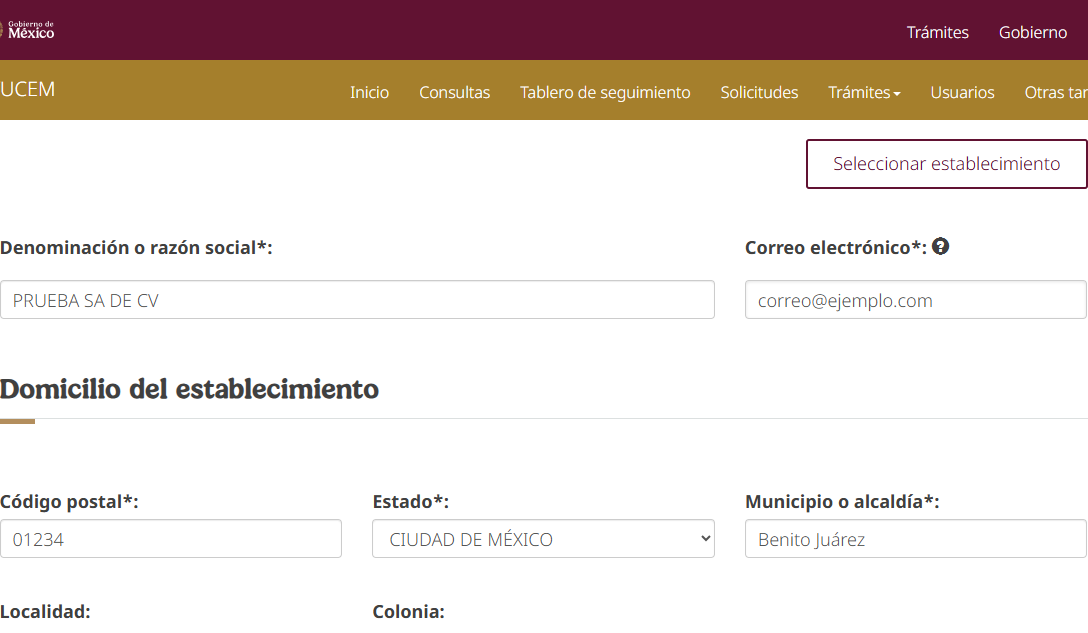 Gobierno de
México
Trámites Gobierno
UCEM Inicio Consultas Tablero de seguimiento Solicitudes Trámites Usuarios Otras tar
Seleccionar establecimiento
Denominación o razón social*: Correo electrónico*: ?
PRUEBA SA DE CV correo@ejemplo.com
Domicilio del establecimiento
Código postal*: Estado*: Municipio o alcaldía*:
01234 CIUDAD DE MÉXICO Benito Juárez
Localidad: Colonia: